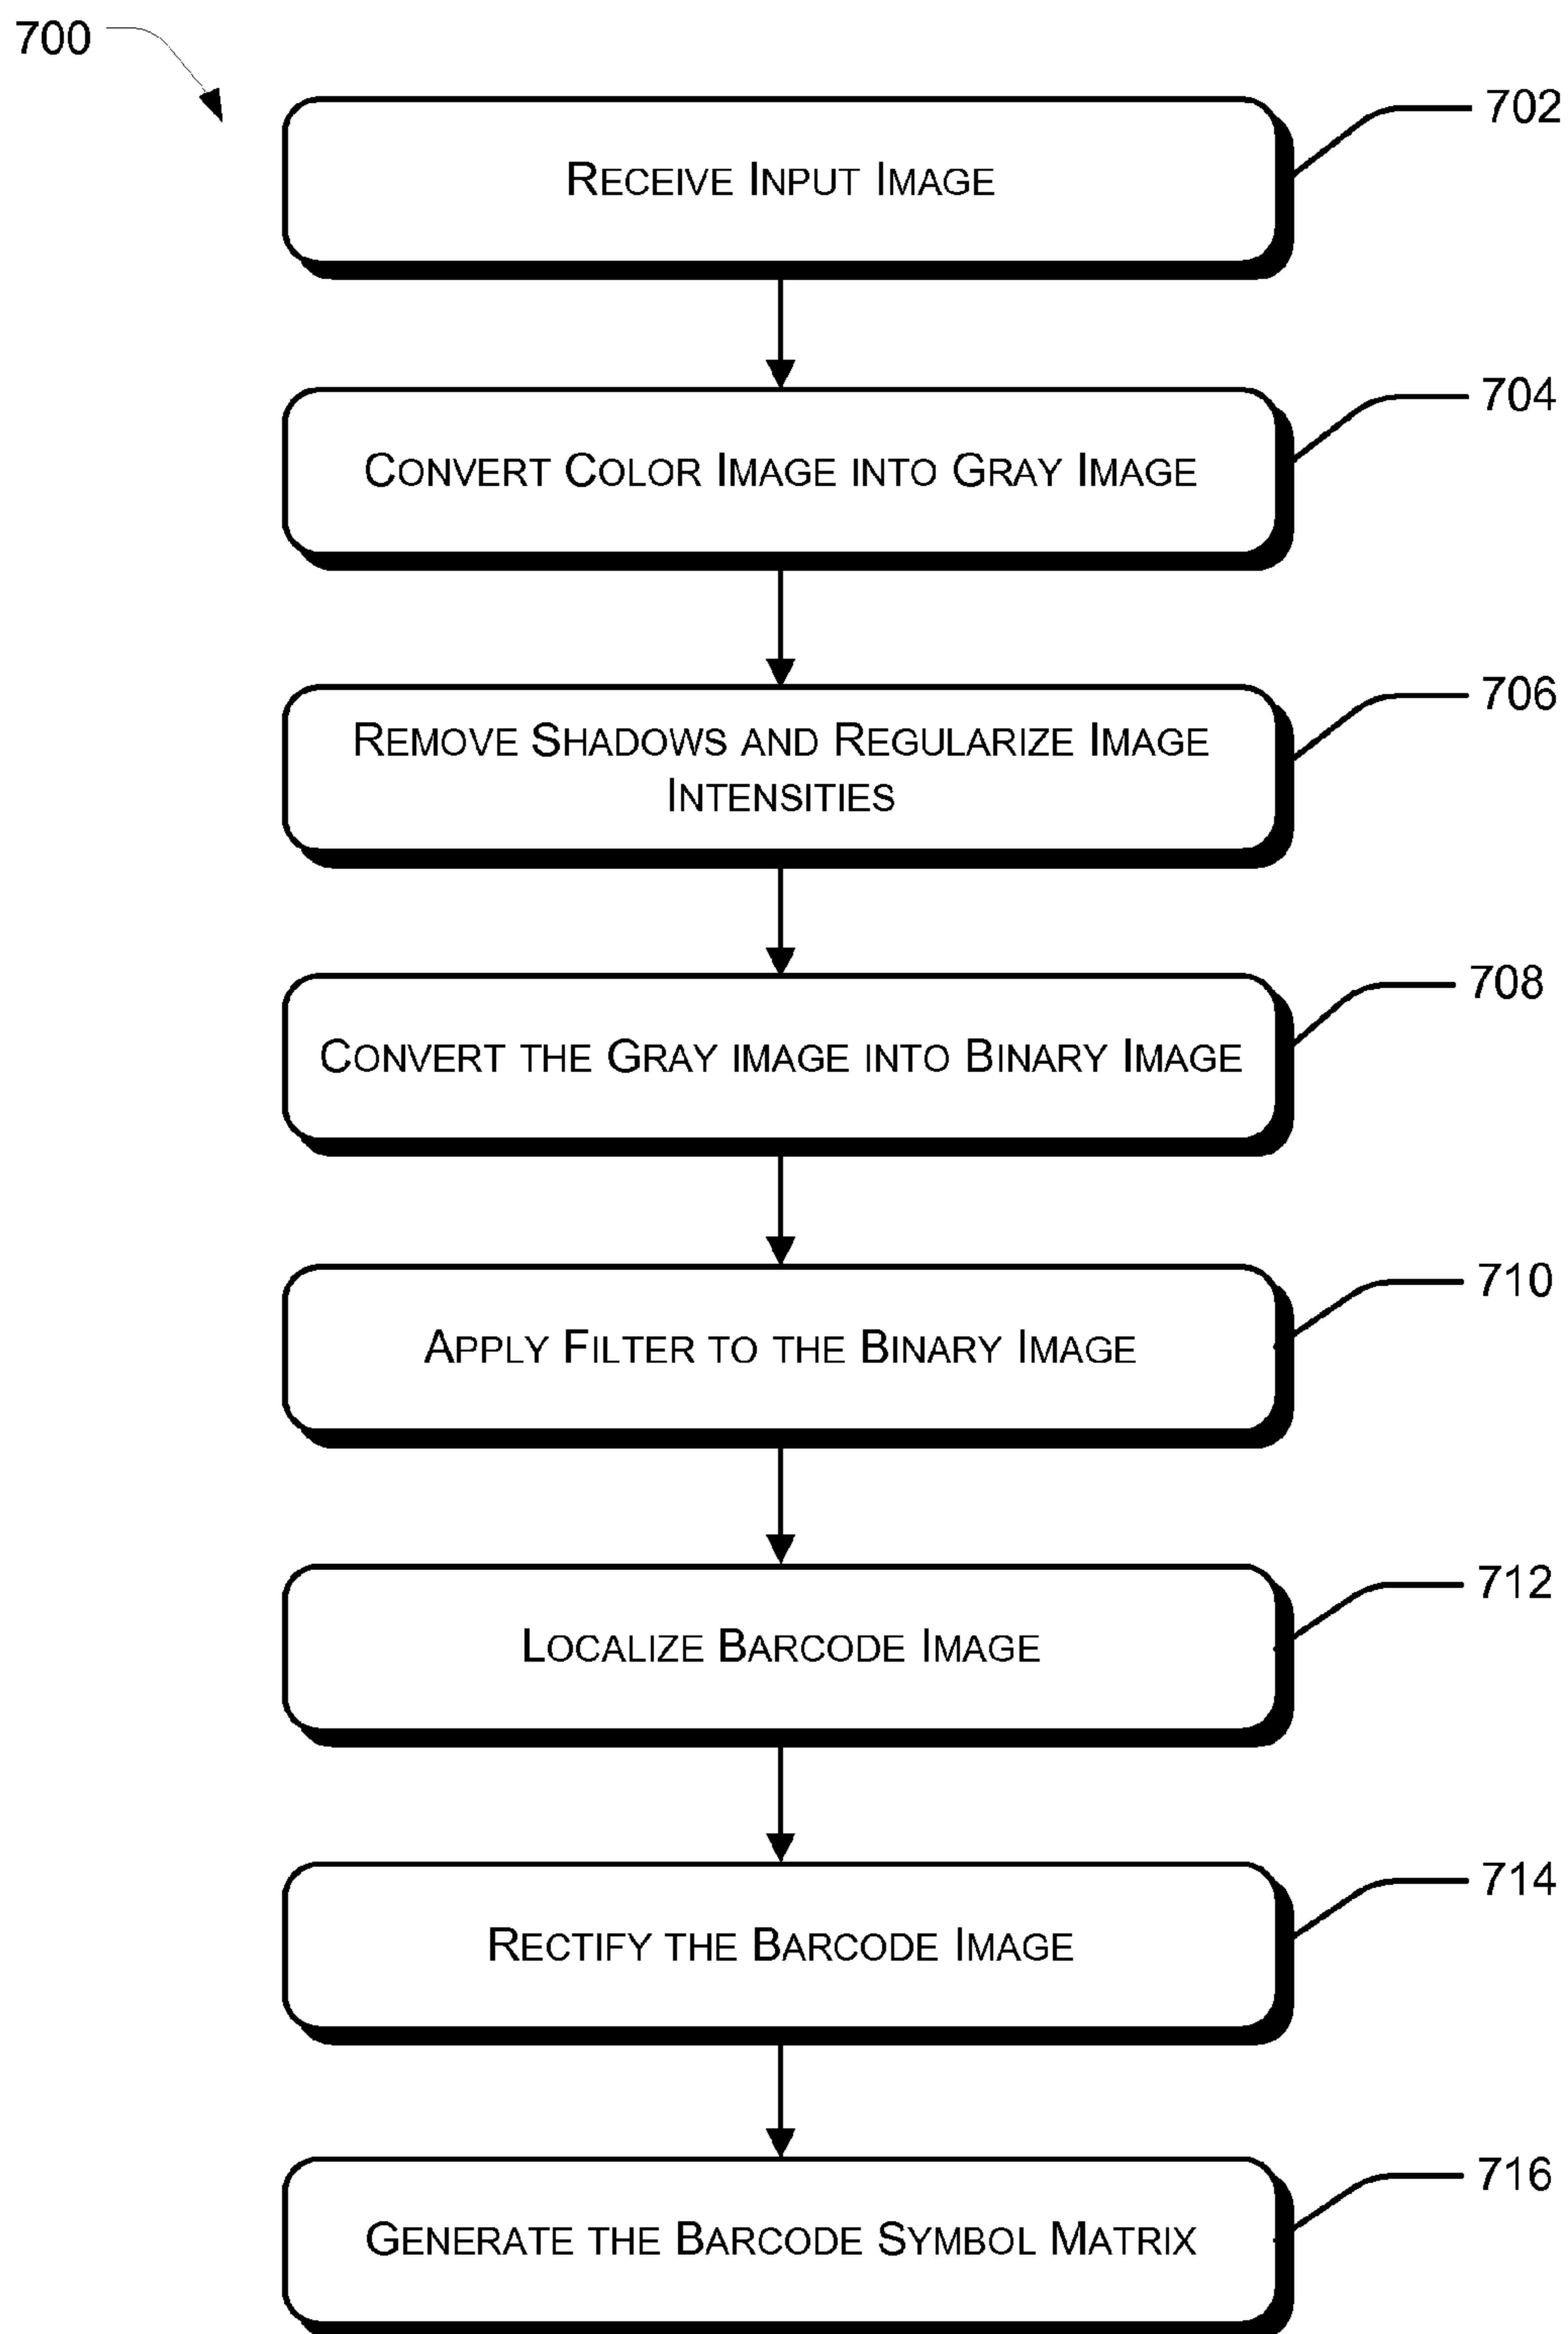 700
702
RECEIVE INPUT IMAGE
704
CONVERT COLOR IMAGE INTO GRAY IMAGE
706
REMOVE SHADOWS AND REGULARIZE IMAGE
INTENSITIES
708
CONVERT THE GRAY IMAGE INTO BINARY IMAGE
710
APPLY FILTER TO THE BINARY IMAGE
712
LOCALIZE BARCODE IMAGE
714
RECTIFY THE BARCODE IMAGE
716
GENERATE THE BARCODE SYMBOL MATRIX